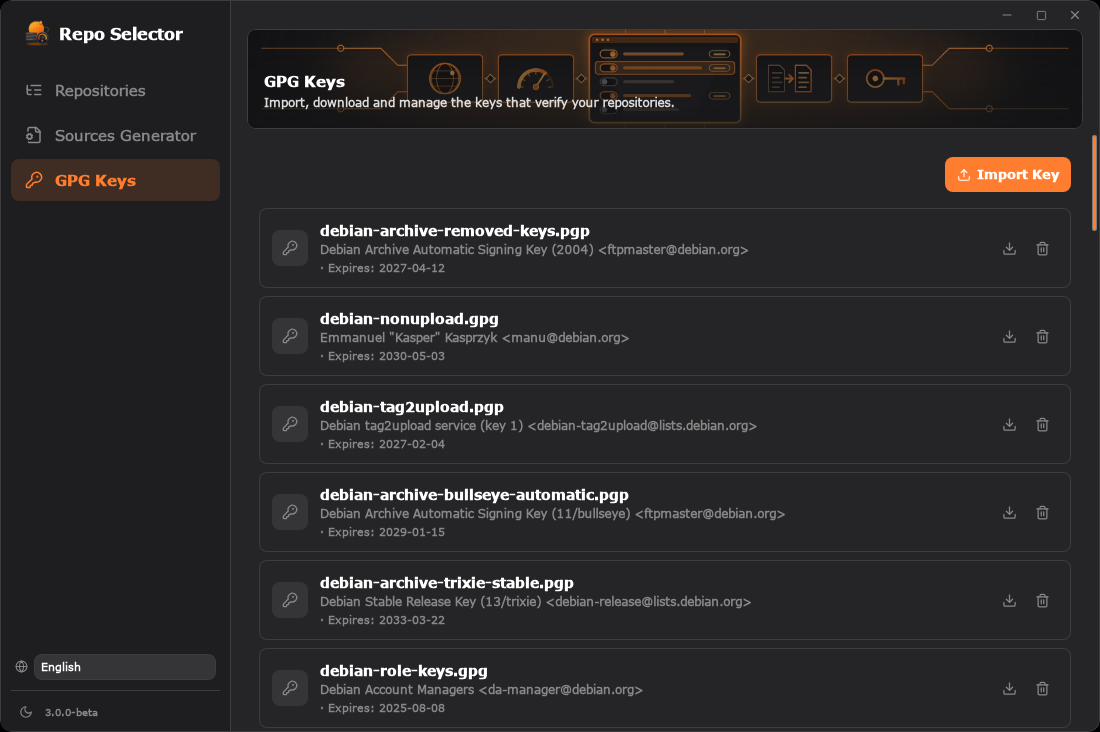 Repo Selector
Repositories
Sources Generator
GPG Keys
English
3.0.0-beta
GPG Keys
Import, download and manage the keys that verify your repositories.
Import Key
debian-archive-removed-keys.pgp
Debian Archive Automatic Signing Key (2004) <ftpmaster@debian.org>
· Expires: 2027-04-12
debian-nonupload.gpg
Emmanuel "Kasper" Kasprzyk <manu@debian.org>
· Expires: 2030-05-03
debian-tag2upload.pgp
Debian tag2upload service (key 1) <debian-tag2upload@lists.debian.org>
· Expires: 2027-02-04
debian-archive-bullseye-automatic.pgp
Debian Archive Automatic Signing Key (11/bullseye) <ftpmaster@debian.org>
· Expires: 2029-01-15
debian-archive-trixie-stable.pgp
Debian Stable Release Key (13/trixie) <debian-release@lists.debian.org>
· Expires: 2033-03-22
debian-role-keys.gpg
Debian Account Managers <da-manager@debian.org>
· Expires: 2025-08-08